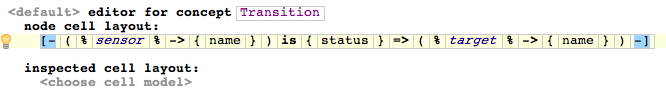 <default> editor for concept Transition
node cell layout:
[- ( % sensor % -> { name } ) is { status } => ( % target % -> { name } ) -]
inspected cell layout:
<choose cell model>